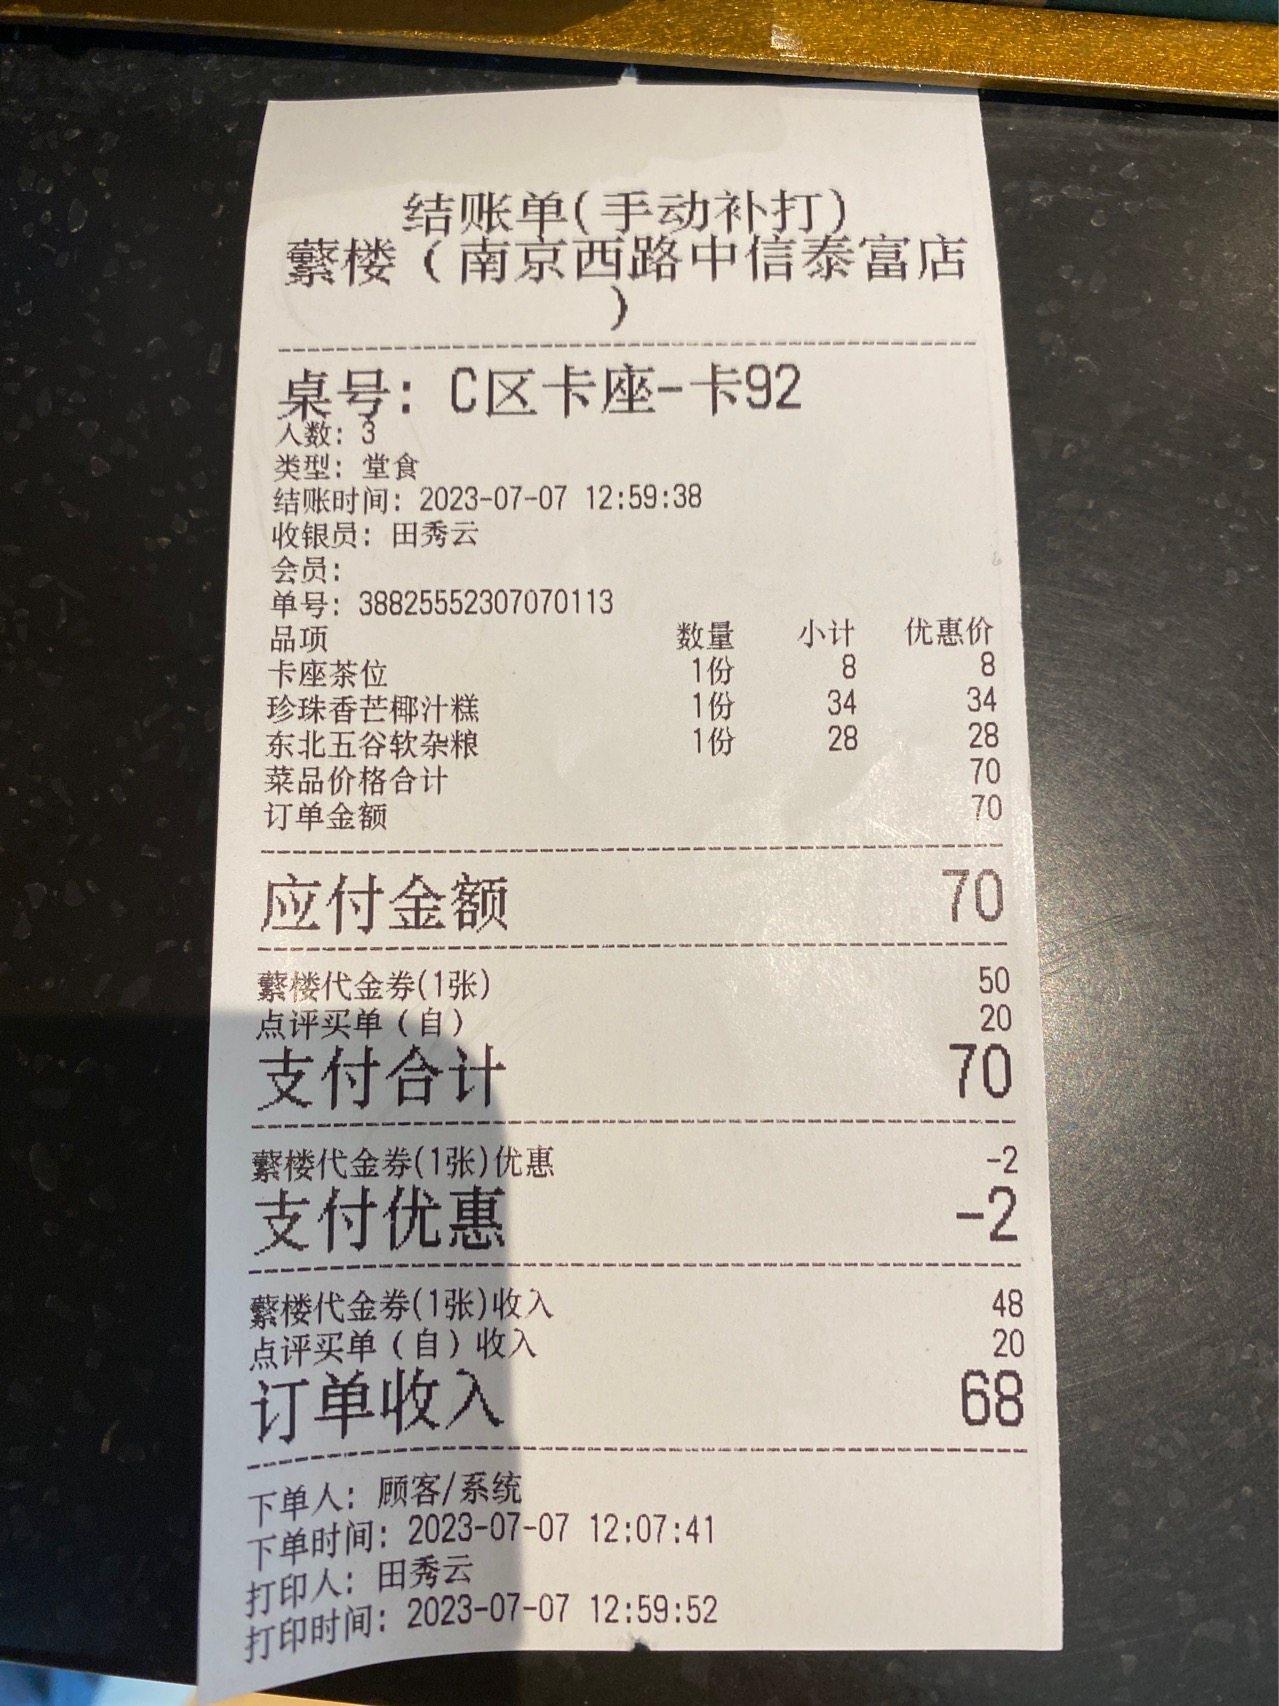 结账单(手动补打)
蘩楼（南京西路中信泰富店
）
桌号: C区卡座-卡92
人数: 3
类型: 堂食
结账时间: 2023-07-07 12:59:38
收银员: 田秀云
会员:
单号: 38825552307070113
品项 数量 小计 优惠价
卡座茶位 1份 8 8
珍珠香芒椰汁糕 1份 34 34
东北五谷软杂粮 1份 28 28
菜品价格合计 70
订单金额 70
应付金额 70
蘩楼代金券(1张) 50
点评买单（自） 20
支付合计 70
蘩楼代金券(1张)优惠 -2
支付优惠 -2
蘩楼代金券(1张)收入 48
点评买单（自）收入 20
订单收入 68
下单人: 顾客/系统
下单时间: 2023-07-07 12:07:41
打印人: 田秀云
打印时间: 2023-07-07 12:59:52